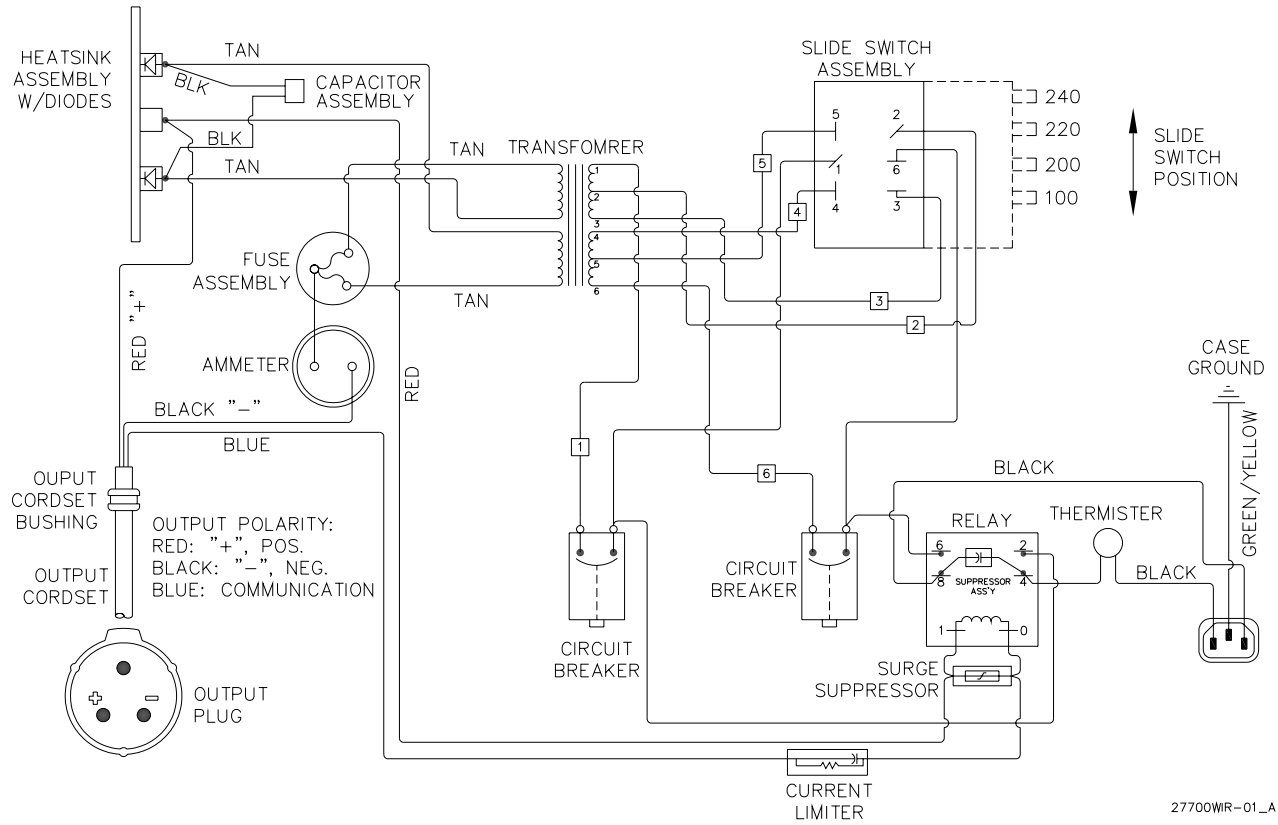 HEATSINK
ASSEMBLY
W/DIODES
TAN
BLK
CAPACITOR
ASSEMBLY
BLK
TAN
TAN
TRANSFOMRER
1
2
3
4
5
6
SLIDE SWITCH
ASSEMBLY
5
2
1
6
4
3
240
220
200
100
SLIDE
SWITCH
POSITION
5
4
3
2
FUSE
ASSEMBLY
TAN
RED "+"
AMMETER
RED
BLACK "-"
BLUE
CASE
GROUND
GREEN/YELLOW
1
6
BLACK
OUPUT
CORDSET
BUSHING
OUTPUT POLARITY:
RED: "+", POS.
BLACK: "-", NEG.
BLUE: COMMUNICATION
OUTPUT
CORDSET
RELAY
THERMISTER
6
2
8
4
SUPPRESSOR
ASS'Y
1
0
BLACK
CIRCUIT
BREAKER
CIRCUIT
BREAKER
SURGE
SUPPRESSOR
+
-
OUTPUT
PLUG
CURRENT
LIMITER
27700WIR-01_A